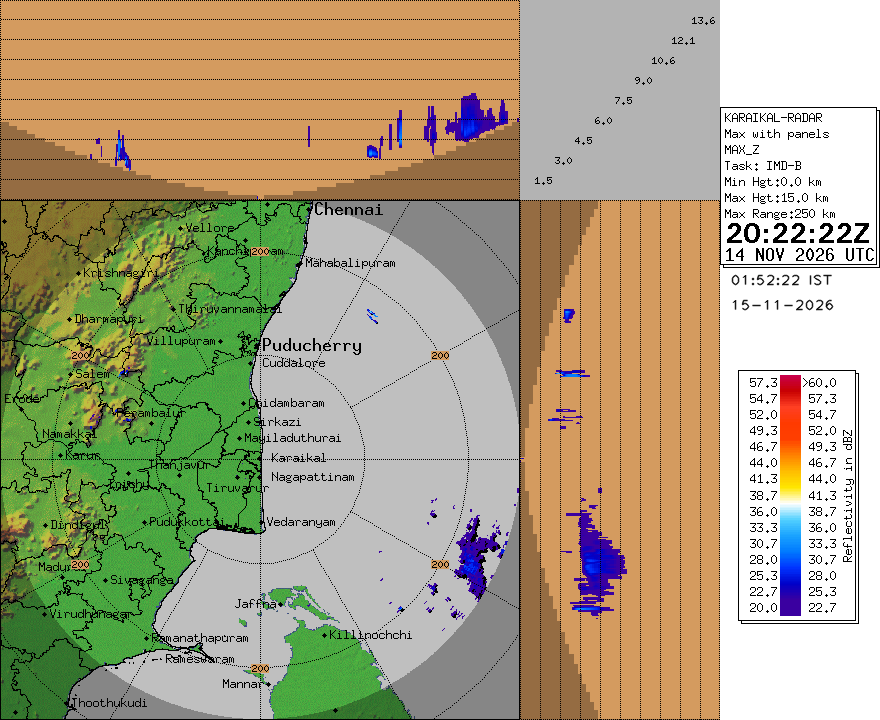 13.6
12.1
10.6
9.0
7.5
6.0
4.5
3.0
1.5
KARAIKAL-RADAR
Max with panels
MAX_Z
Task: IMD-B
Min Hgt:0.0 km
Max Hgt:15.0 km
Max Range:250 km
20:22:22Z
14 NOV 2026 UTC
01:52:22 IST
15-11-2026
Chennai
Vellore
200
Mahabalipuram
Krishnagiri
Thiruvannamalai
Dharmapuri
Villupuram
Puducherry
200
200
Cuddalore
Salem
Erode
Chidambaram
Perambalur
Sirkazi
Namakkal
Mayiladuthurai
Karur
Karaikal
Thanjavur
Nagapattinam
Tiruvarur
Dindigul
Pudukkottai
Vedaranyam
200
200
Madurai
Sivaganga
Jaffna
Virudhunagar
Killinochchi
Ramanathapuram
Rameswaram
200
Mannar
Thoothukudi
57.3 >60.0
54.7 57.3
52.0 54.7
49.3 52.0
46.7 49.3
44.0 46.7
41.3 44.0
38.7 41.3
36.0 38.7
33.3 36.0
30.7 33.3
28.0 30.7
25.3 28.0
22.7 25.3
20.0 22.7
Reflectivity in dBZ